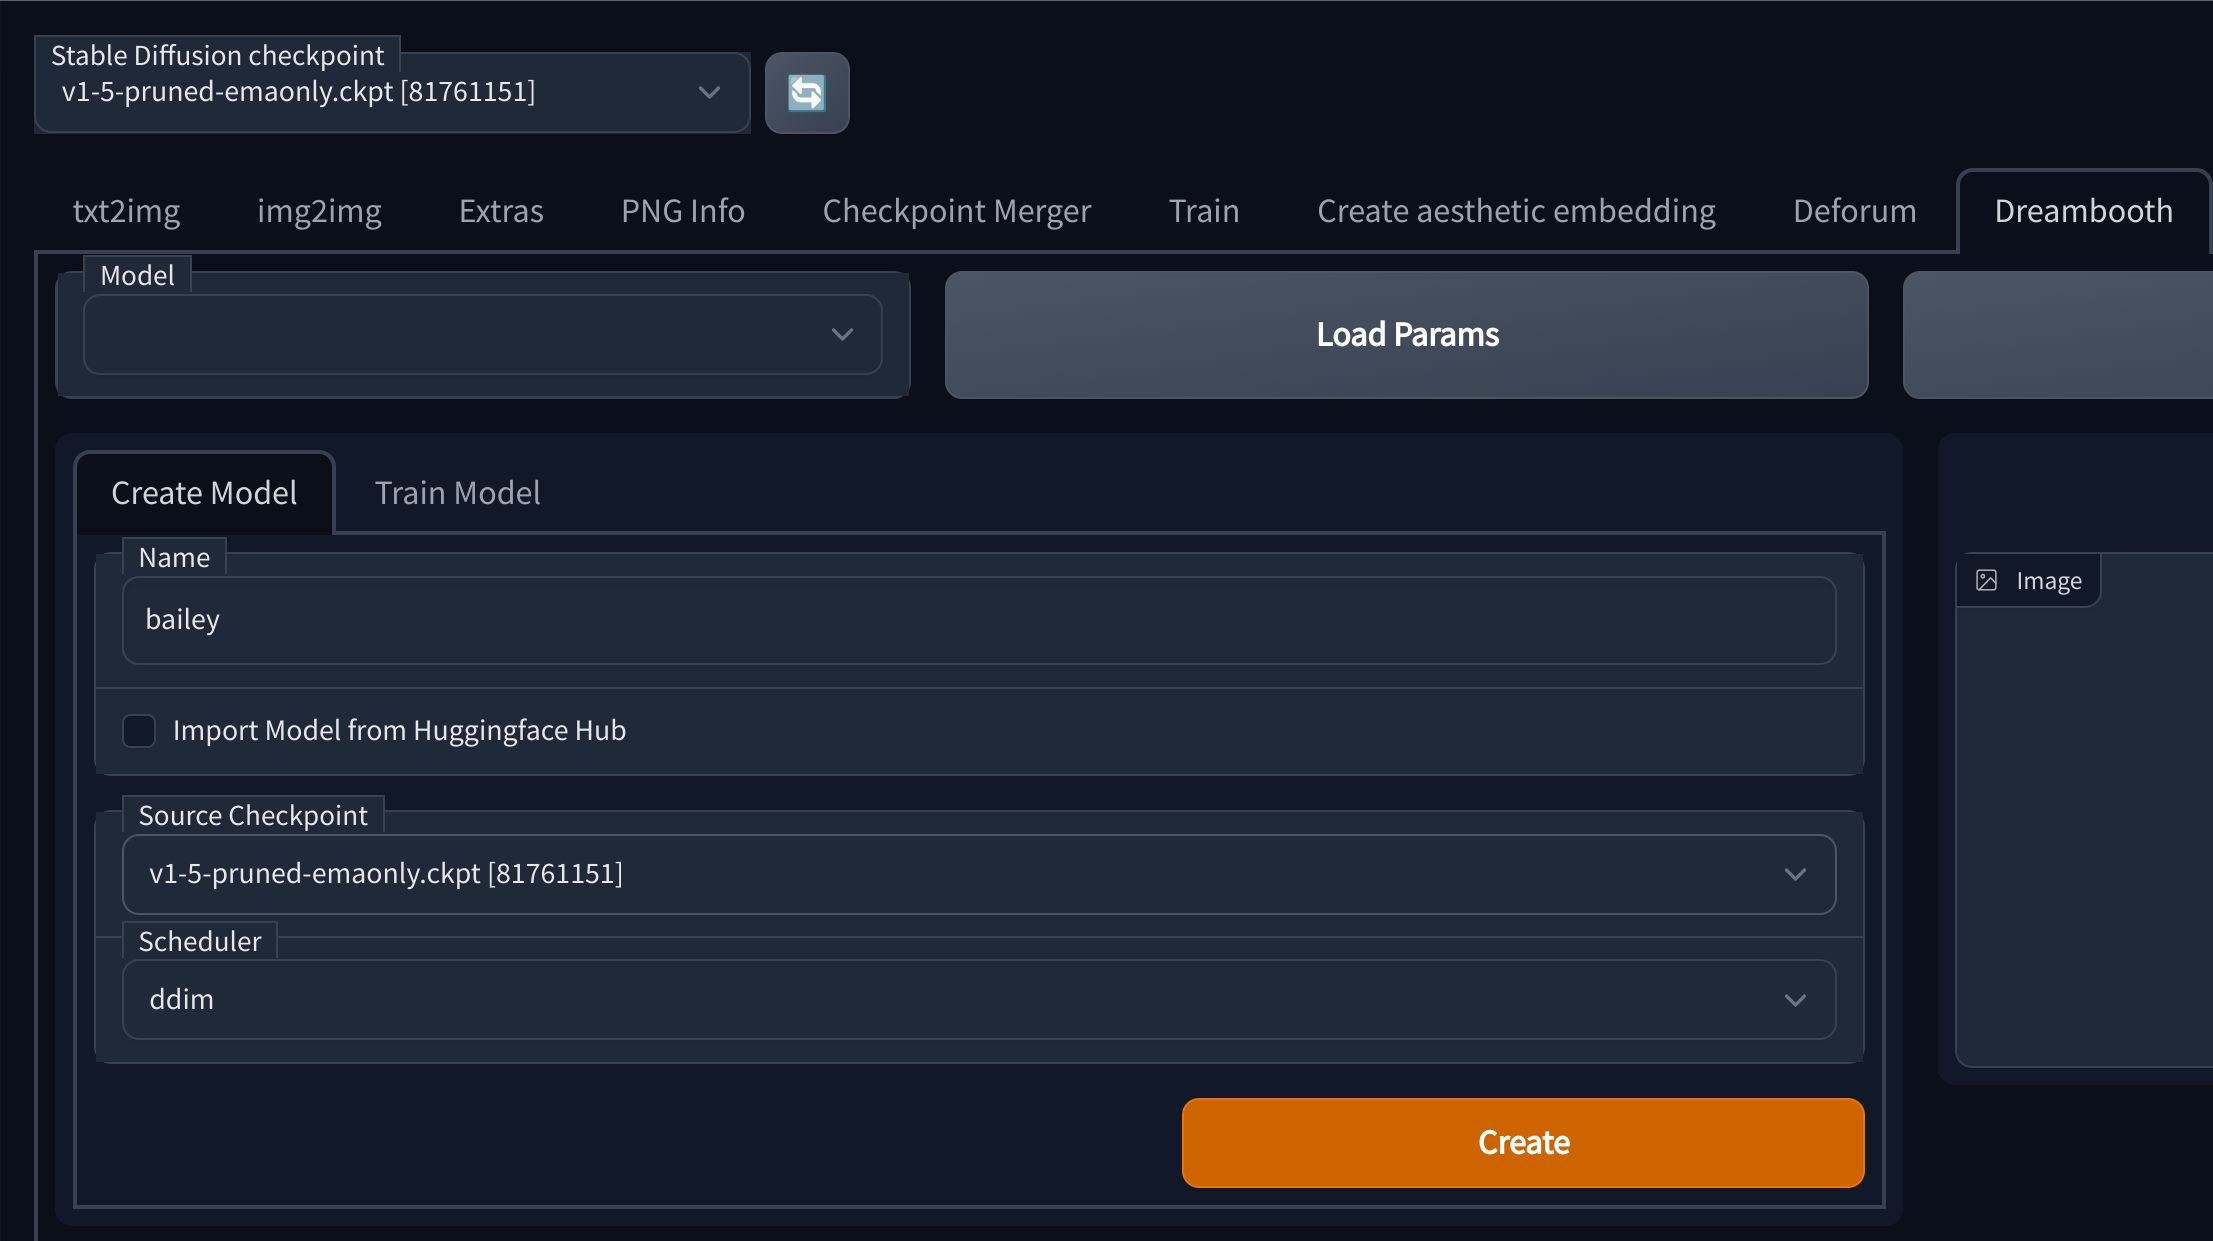 Stable Diffusion checkpoint
v1-5-pruned-emaonly.ckpt [81761151]
txt2img img2img Extras PNG Info Checkpoint Merger Train Create aesthetic embedding Deforum Dreambooth
Model
Load Params
Create Model Train Model
Name
bailey
Image
Import Model from Huggingface Hub
Source Checkpoint
v1-5-pruned-emaonly.ckpt [81761151]
Scheduler
ddim
Create